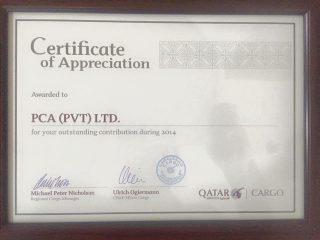 Certificate
of Appreciation
Awarded to
PCA (PVT) LTD.
for your outstanding contribution during 2014
Michael Peter Nicholson
Regional Cargo Manager
Ulrich Ogiermann
Chief Officer Cargo
QATAR CARGO